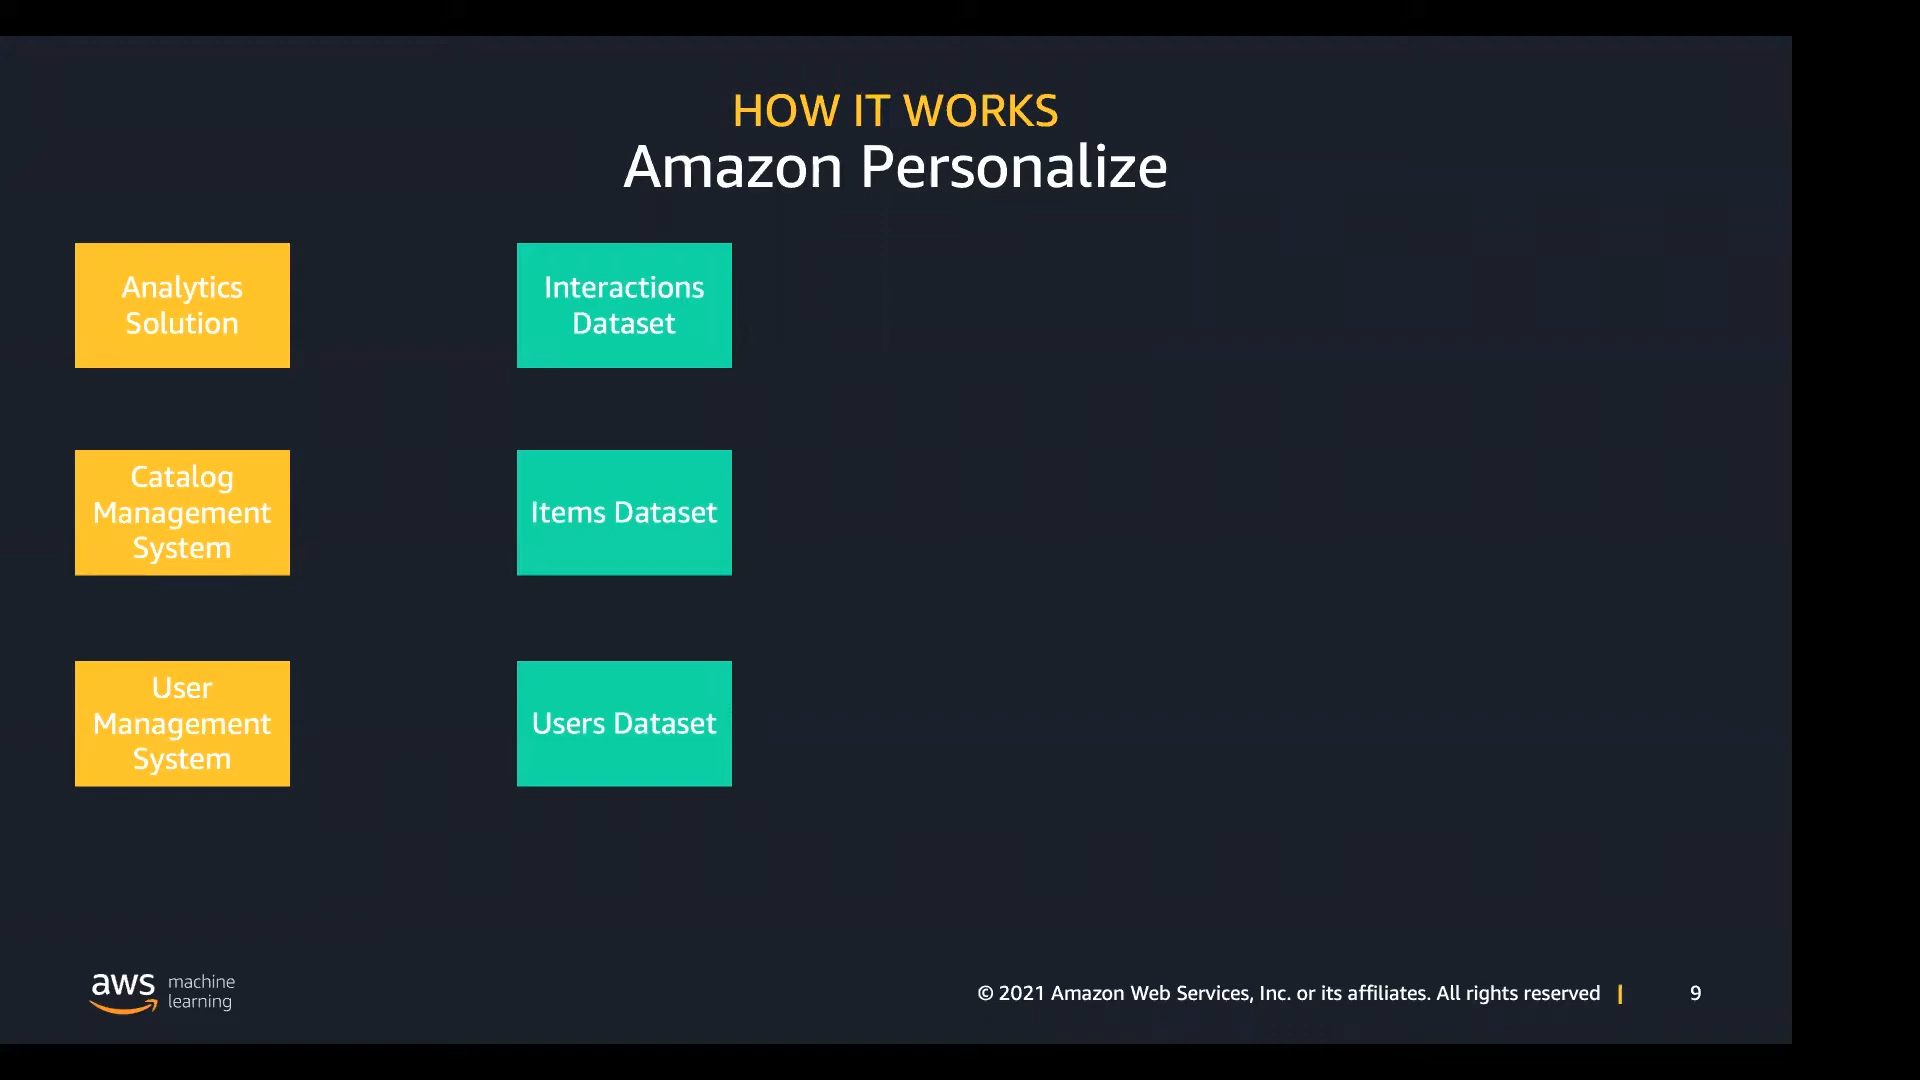 HOW IT WORKS
Amazon Personalize
Analytics
Solution
Interactions
Dataset
Catalog
Management
System
Items Dataset
User
Management
System
Users Dataset
aws machine
learning
© 2021 Amazon Web Services, Inc. or its affiliates. All rights reserved |
9